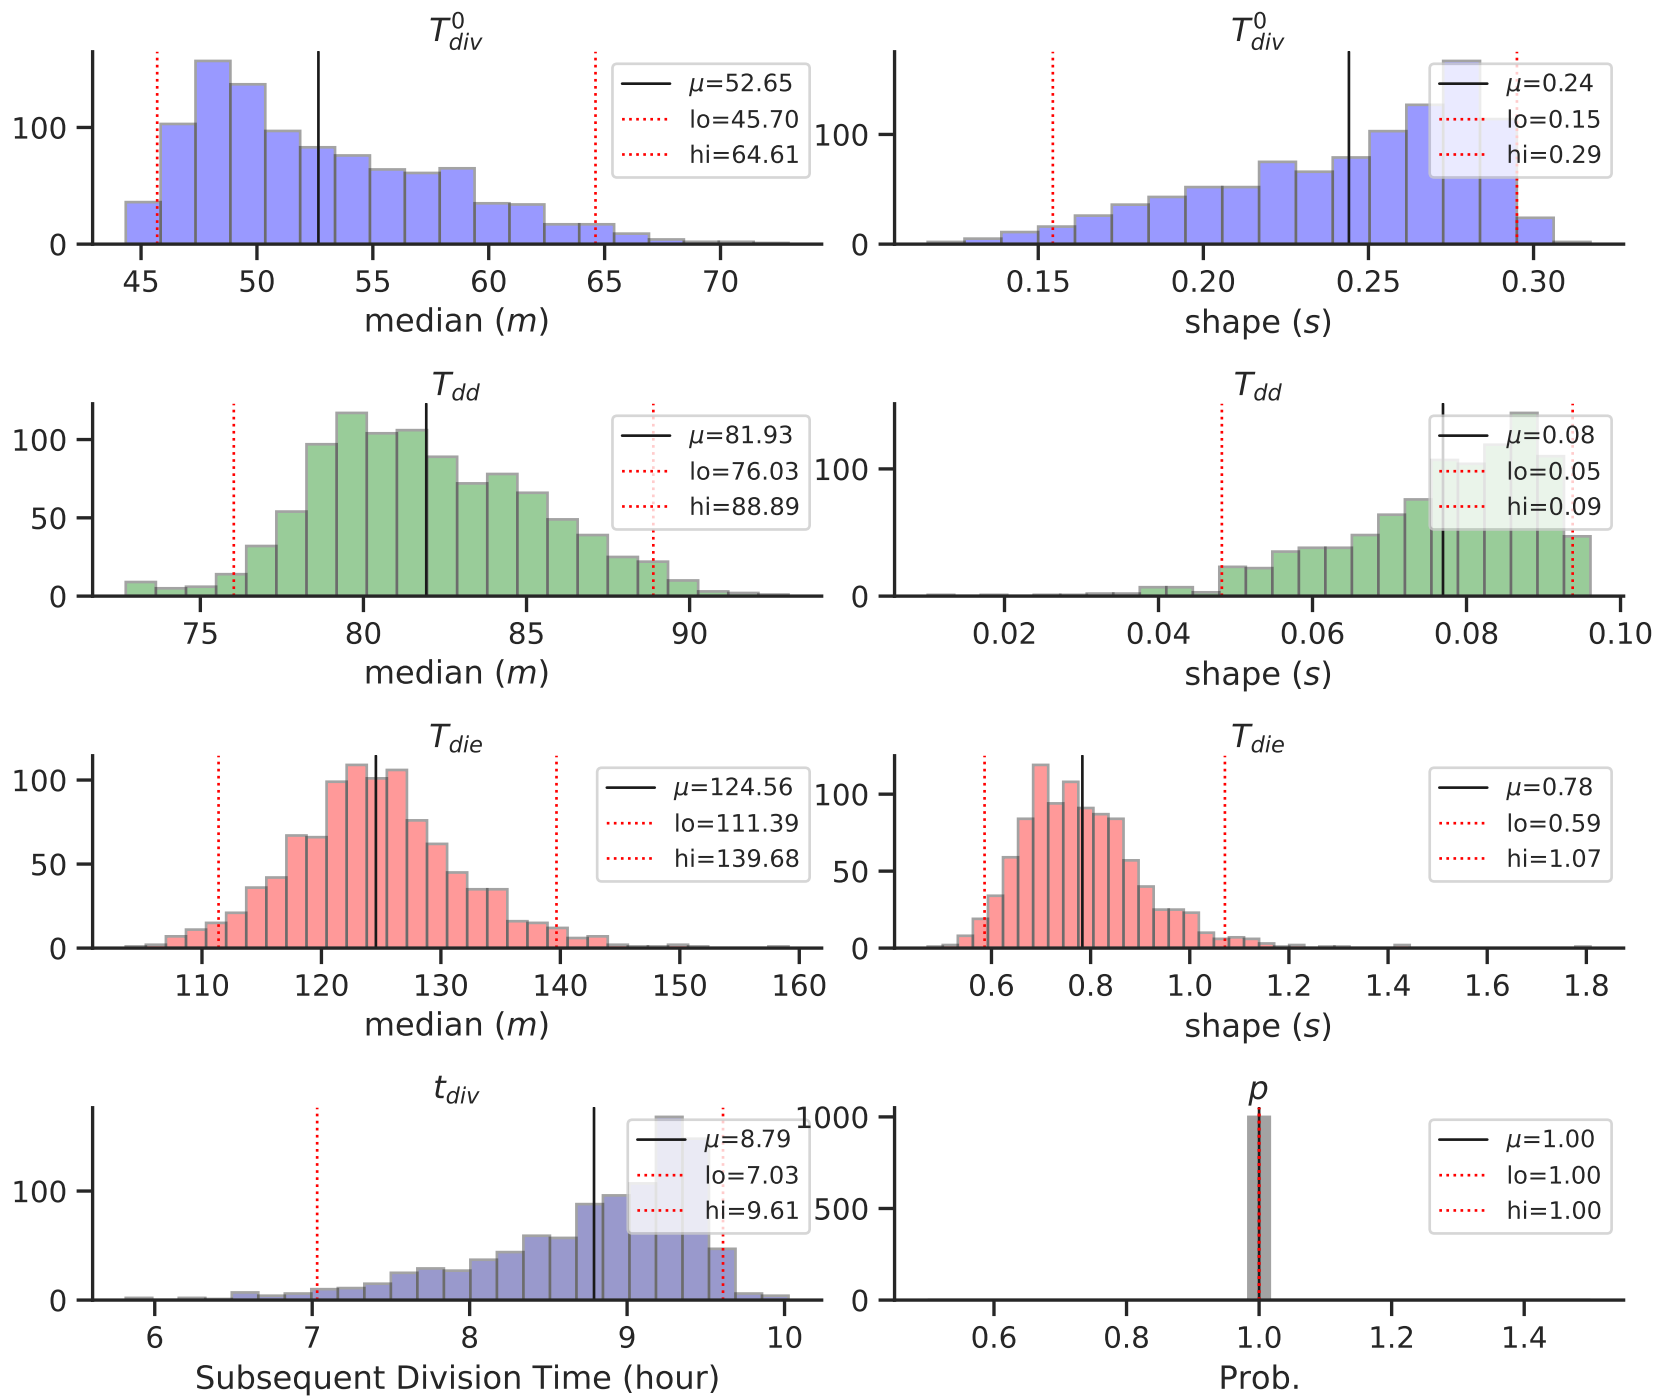 T⁰div
μ=52.65
lo=45.70
hi=64.61
100
0
45 50 55 60 65 70
median (m)
T⁰div
μ=0.24
lo=0.15
hi=0.29
100
0
0.15 0.20 0.25 0.30
shape (s)
Tdd
μ=81.93
lo=76.03
hi=88.89
100
50
0
75 80 85 90
median (m)
Tdd
μ=0.08
lo=0.05
hi=0.09
100
0
0.02 0.04 0.06 0.08 0.10
shape (s)
Tdie
μ=124.56
lo=111.39
hi=139.68
100
50
0
110 120 130 140 150 160
median (m)
Tdie
μ=0.78
lo=0.59
hi=1.07
100
50
0
0.6 0.8 1.0 1.2 1.4 1.6 1.8
shape (s)
tdiv
μ=8.79
lo=7.03
hi=9.61
100
0
6 7 8 9 10
Subsequent Division Time (hour)
p
μ=1.00
lo=1.00
hi=1.00
1000
500
0
0.6 0.8 1.0 1.2 1.4
Prob.